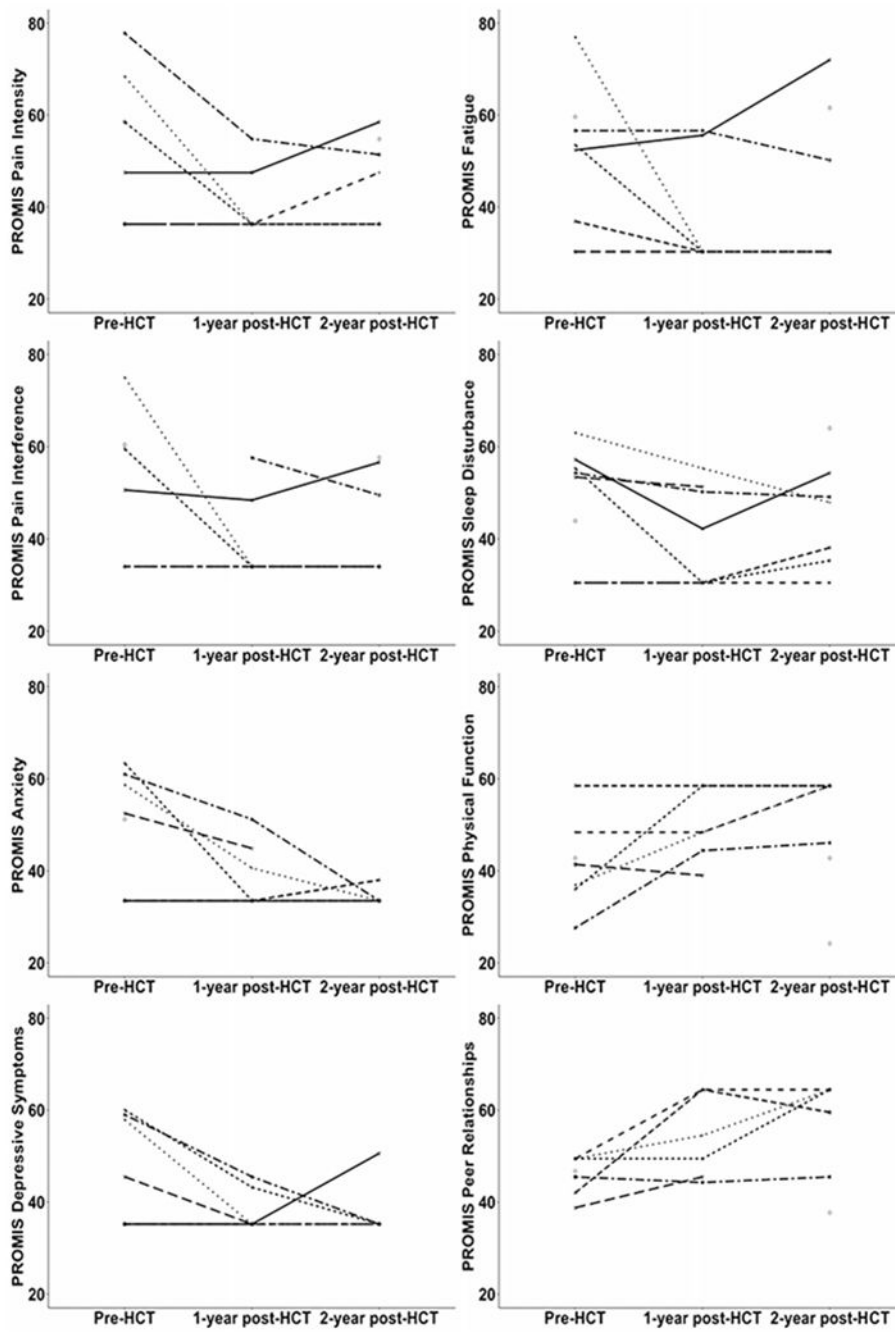 PROMIS Pain Intensity
80
60
40
20
Pre-HCT 1-year post-HCT 2-year post-HCT
PROMIS Fatigue
80
60
40
20
Pre-HCT 1-year post-HCT 2-year post-HCT
PROMIS Pain Interference
80
60
40
20
Pre-HCT 1-year post-HCT 2-year post-HCT
PROMIS Sleep Disturbance
80
60
40
20
Pre-HCT 1-year post-HCT 2-year post-HCT
PROMIS Anxiety
80
60
40
20
Pre-HCT 1-year post-HCT 2-year post-HCT
PROMIS Physical Function
80
60
40
20
Pre-HCT 1-year post-HCT 2-year post-HCT
PROMIS Depressive Symptoms
80
60
40
20
Pre-HCT 1-year post-HCT 2-year post-HCT
PROMIS Peer Relationships
80
60
40
20
Pre-HCT 1-year post-HCT 2-year post-HCT